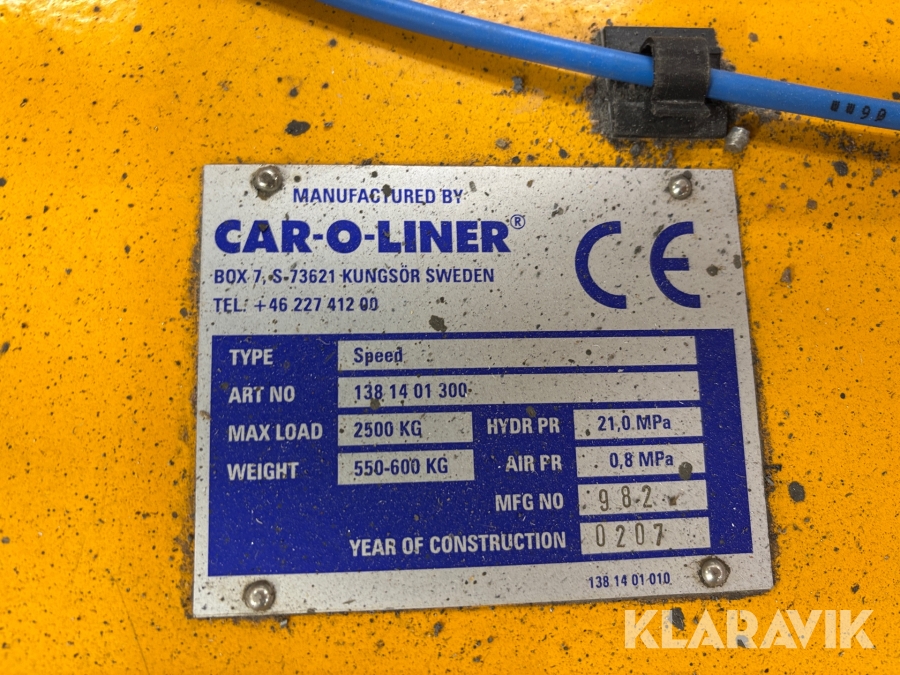 ø6mm
MANUFACTURED BY
CAR-O-LINER®
BOX 7, S-73621 KUNGSÖR SWEDEN
TEL. +46 227 412 00
CE
TYPE Speed
ART NO 138 14 01 300
MAX LOAD 2500 KG HYDR PR 21,0 MPa
WEIGHT 550-600 KG AIR PR 0,8 MPa
MFG NO 982
YEAR OF CONSTRUCTION 0207
138 14 01 010
KLARAVIK